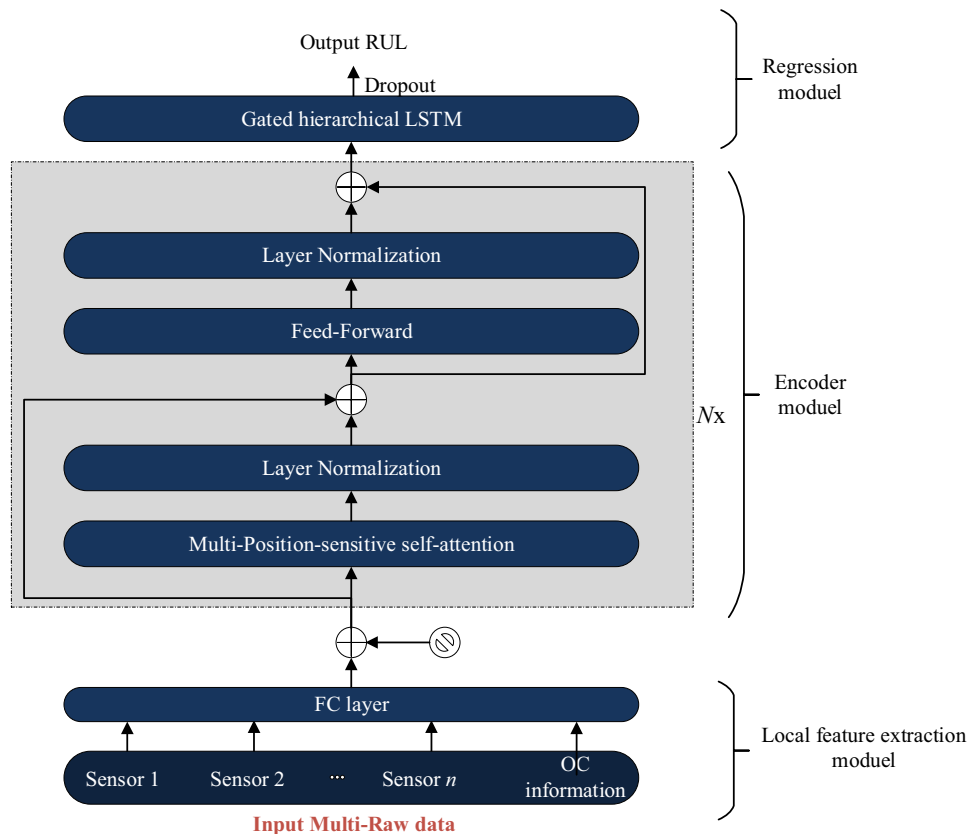 Output RUL
Dropout
Gated hierarchical LSTM
Regression
moduel
Layer Normalization
Feed-Forward
Encoder
moduel
Nx
Layer Normalization
Multi-Position-sensitive self-attention
FC layer
Local feature extraction
moduel
Sensor 1
Sensor 2
...
Sensor n
OC
information
Input Multi-Raw data